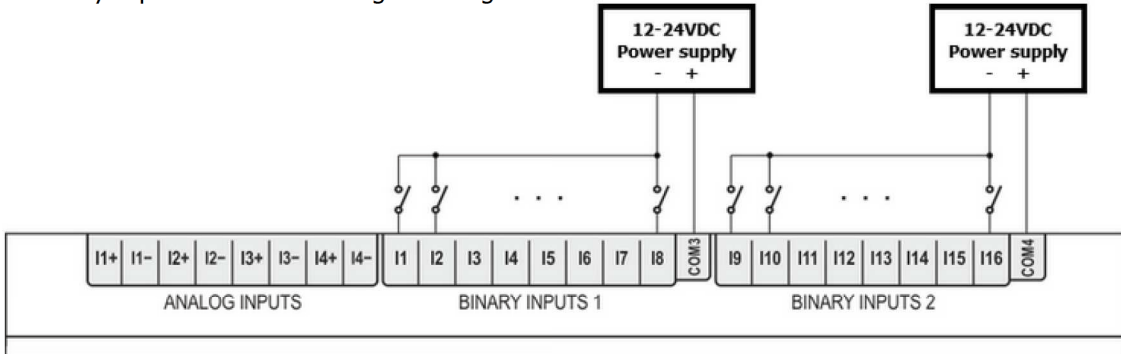 12-24VDC
Power supply
- +
12-24VDC
Power supply
- +
. . .
. . .
I1+ I1− I2+ I2− I3+ I3− I4+ I4− I1 I2 I3 I4 I5 I6 I7 I8 COM3 I9 I10 I11 I12 I13 I14 I15 I16 COM4
ANALOG INPUTS BINARY INPUTS 1 BINARY INPUTS 2